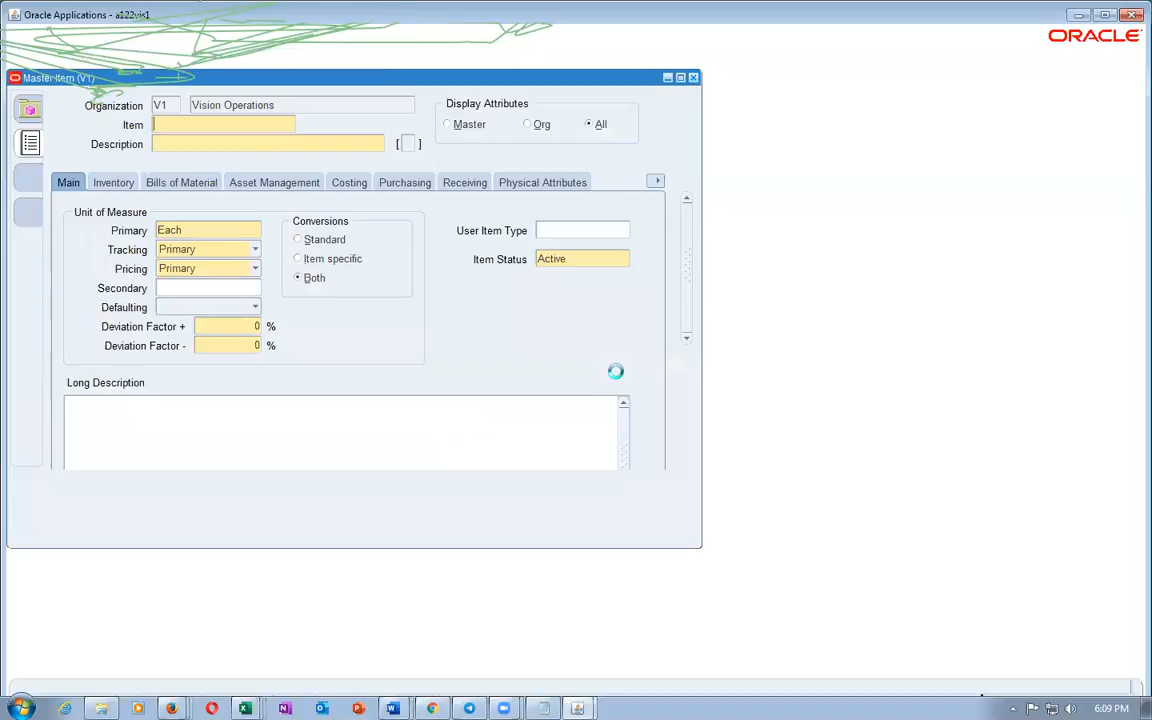 Oracle Applications - a122vis1
ORACLE
Master Item (V1)
Organization V1 Vision Operations
Display Attributes
Item
Master Org All
Description [ ]
Main Inventory Bills of Material Asset Management Costing Purchasing Receiving Physical Attributes
Unit of Measure
Conversions
Primary Each
User Item Type
Standard
Tracking Primary
Item specific
Item Status Active
Pricing Primary
Both
Secondary
Defaulting
Deviation Factor + 0 %
Deviation Factor - 0 %
Long Description
6:09 PM